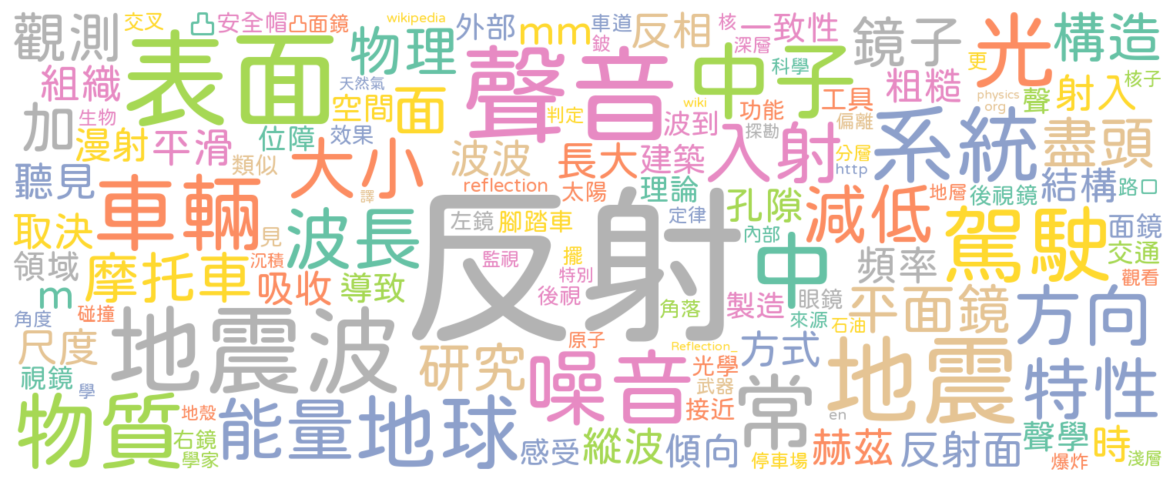 觀測
交叉
凸
安全帽
凸面鏡
wikipedia
外部
mm
車道
鈹
反相
核
一致性
深層
鏡子
光
構造
表面
物理
聲音
中子
科學
更
核子
組織
天然氣
空間
面
wiki
判定
波到
功能
探勘
工具
偏離
粗糙
physics
org
聲
射入
加
生物
漫射
平滑
位障
效果
類似
大小
波波
長大
建築
入射
分層
http
系統
盡頭
聽見
車輛
譯
波長
reflection
太陽
理論
定律
孔隙
減低
地層
後視鏡
結構
路口
取決
見
沉積
左鏡
腳踏車
反射
內部
中
駕駛
面鏡
交通
領域
摩托車
吸收
導致
監視
擺
特別
後視
角落
製造
眼鏡
頻率
觀看
m
角度
碰撞
地震波
來源
石油
平面鏡
方向
尺度
研究
原子
Reflection_
噪音
光學
武器
接近
方式
常
地震
特性
視鏡
學
物質
地殼
右鏡
學家
能量
地球
感受
縱波
傾向
停車場
en
赫茲
反射面
聲學
爆炸
時
淺層